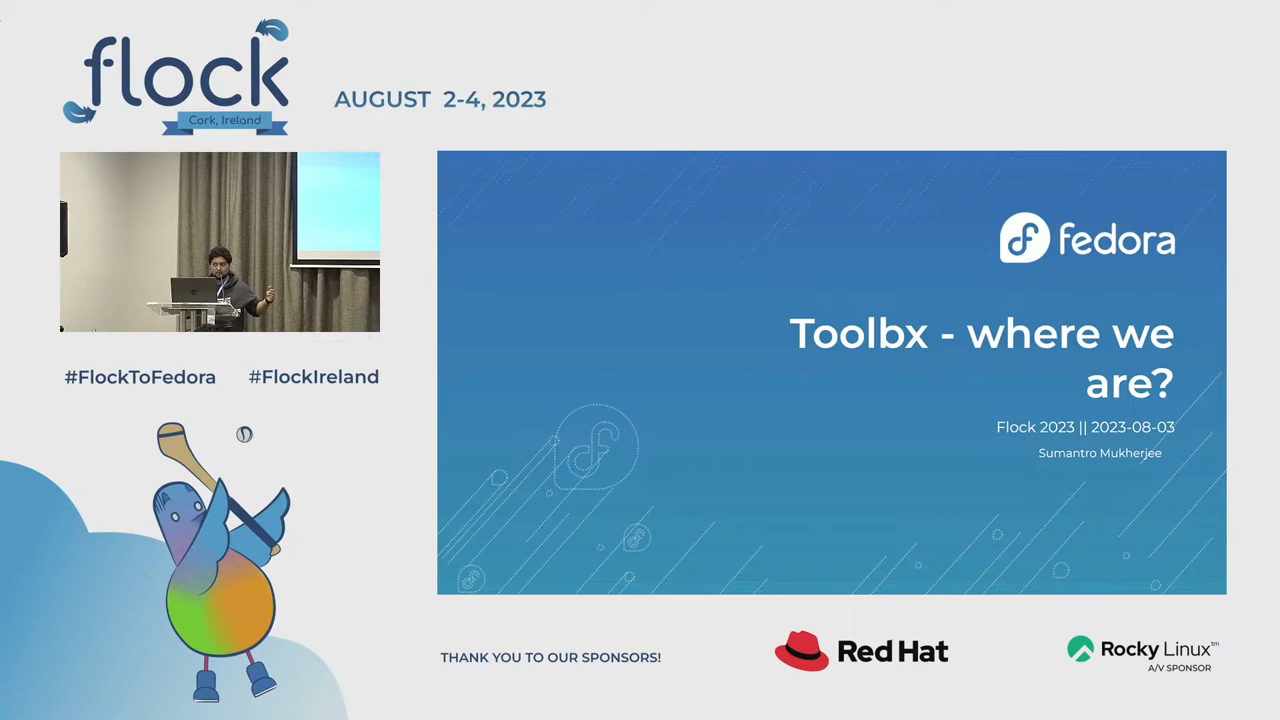 flock
Cork, Ireland
AUGUST 2-4, 2023
fedora
Toolbx - where we
are?
Flock 2023 || 2023-08-03
Sumantro Mukherjee
#FlockToFedora #FlockIreland
THANK YOU TO OUR SPONSORS!
Red Hat
Rocky Linux™
A/V SPONSOR